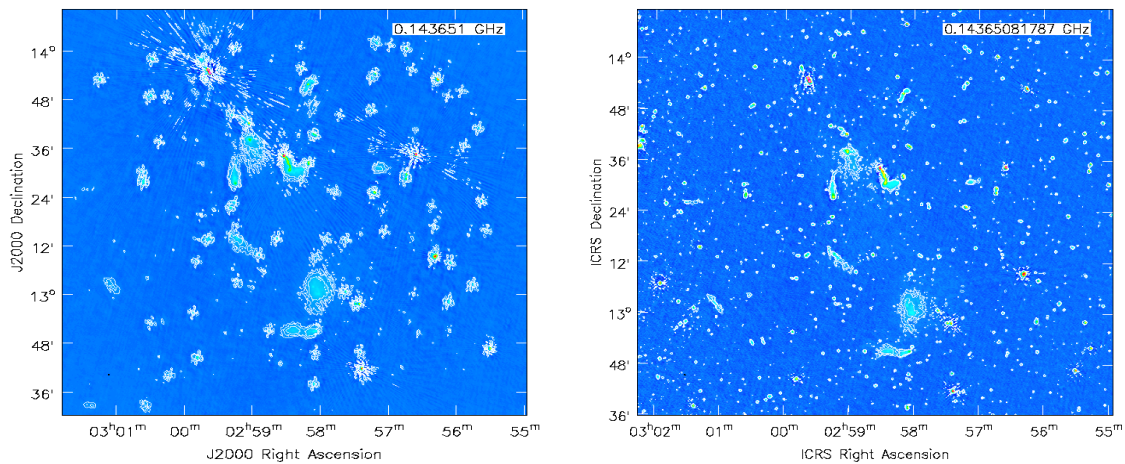 0.143651 GHz
14°
48'
36'
24'
12'
13°
48'
36'
J2000 Declination
03ʰ01ᵐ 00ᵐ 02ʰ59ᵐ 58ᵐ 57ᵐ 56ᵐ 55ᵐ
J2000 Right Ascension
0.14365081787 GHz
14°
48'
36'
24'
12'
13°
48'
36'
ICRS Declination
03ʰ02ᵐ 01ᵐ 00ᵐ 02ʰ59ᵐ 58ᵐ 57ᵐ 56ᵐ 55ᵐ
ICRS Right Ascension